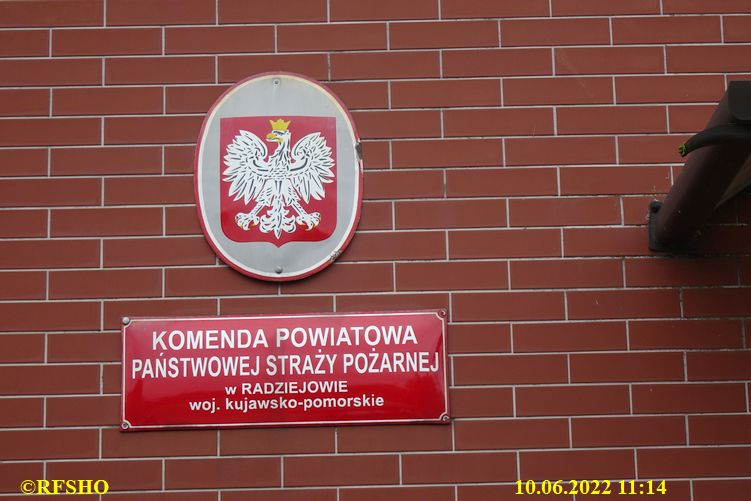 KOMENDA POWIATOWA
PAŃSTWOWEJ STRAŻY POŻARNEJ
w RADZIEJOWIE
woj. kujawsko-pomorskie
©RFSHO
10.06.2022 11:14